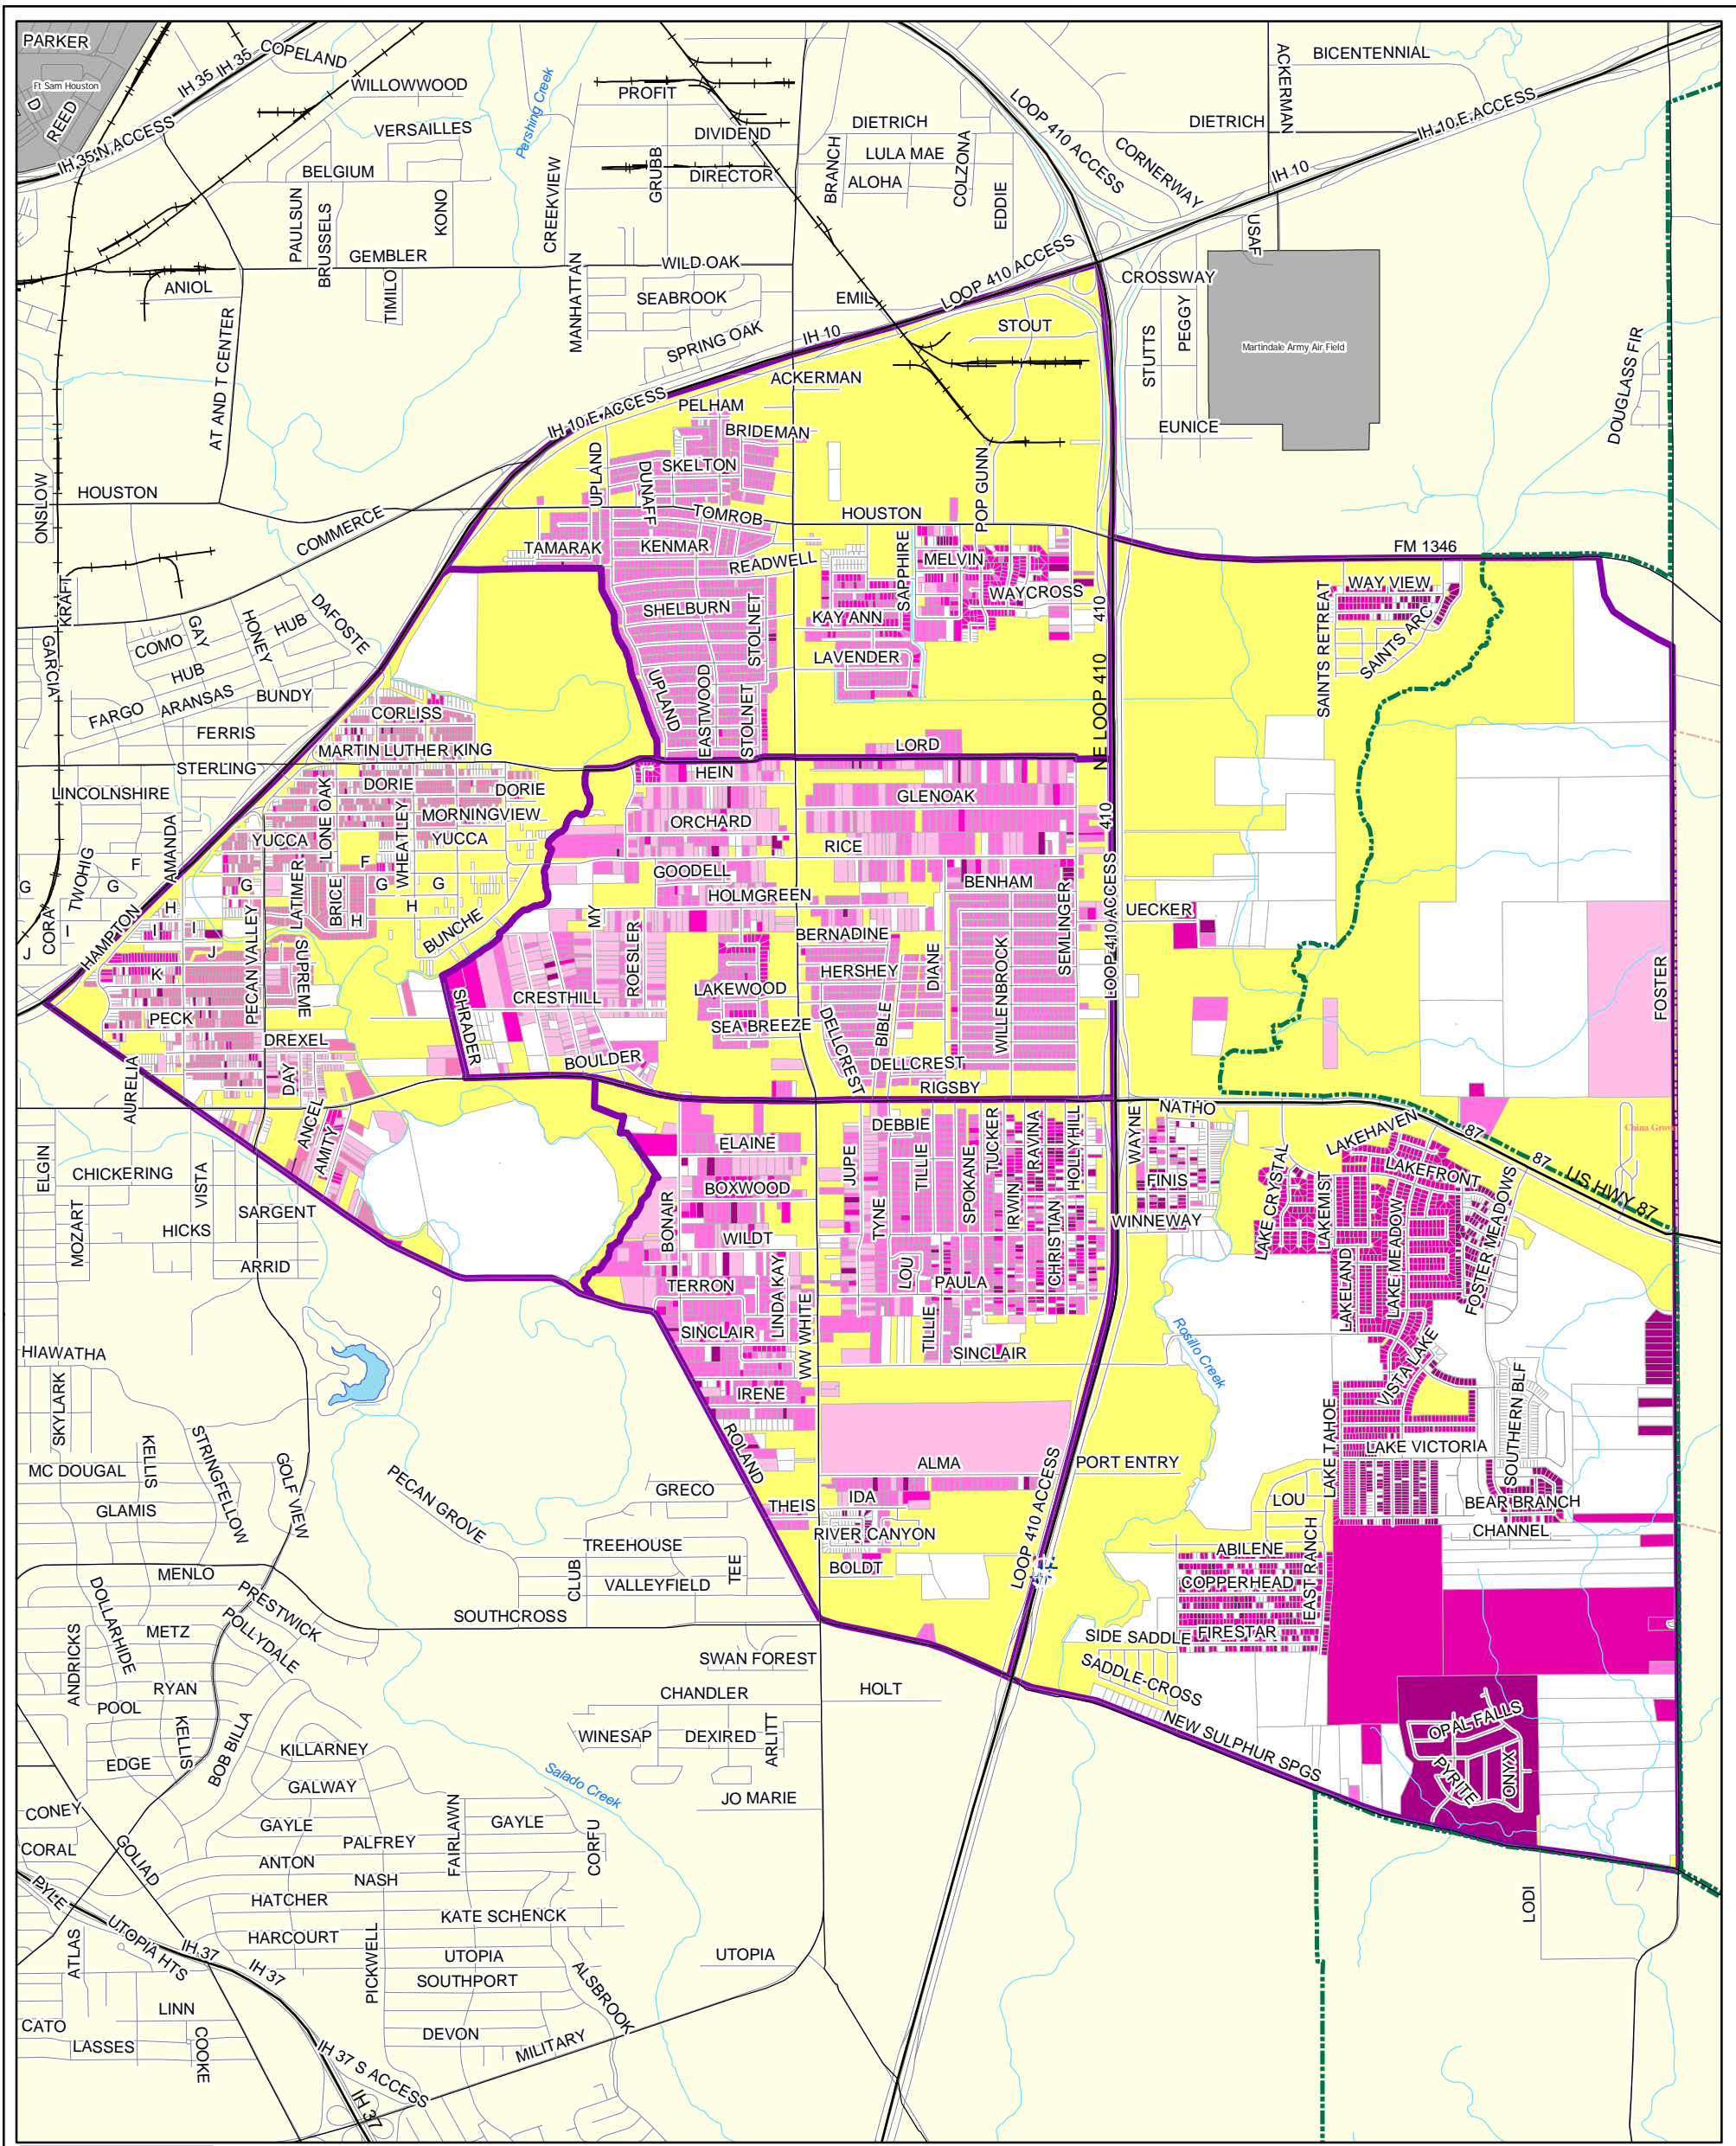 PARKER
Ft Sam Houston
D
REED
IH 35
IH 35
COPELAND
IH 35 N ACCESS
WILLOWWOOD
VERSAILLES
BELGIUM
PAULSUN
BRUSSELS
KONO
GEMBLER
TIMILO
ANIOL
AT AND T CENTER
Pershing Creek
CREEKVIEW
MANHATTAN
PROFIT
DIVIDEND
GRUBB
DIRECTOR
WILD OAK
SEABROOK
SPRING OAK
EMIL
BRANCH
DIETRICH
LULA MAE
ALOHA
COLZONA
EDDIE
LOOP 410 ACCESS
CORNERWAY
DIETRICH
ACKERMAN
BICENTENNIAL
IH 10 E ACCESS
IH 10
USAF
CROSSWAY
PEGGY
STUTTS
Martindale Army Air Field
EUNICE
DOUGLASS FIR
LOOP 410 ACCESS
IH 10
STOUT
ACKERMAN
IH 10 E ACCESS
PELHAM
BRIDEMAN
SKELTON
UPLAND
DUNAFF
TOMROB
HOUSTON
POP GUNN
TAMARAK
KENMAR
READWELL
SAPPHIRE
MELVIN
WAYCROSS
SHELBURN
KAY ANN
STOLNET
LAVENDER
UPLAND
EASTWOOD
STOLNET
LORD
410
NE LOOP 410
FM 1346
WAY VIEW
SAINTS RETREAT
SAINTS ARC
ONSLOW
HOUSTON
COMMERCE
KRAFT
GARCIA
COMO
GAY
HONEY
HUB
DAFOSTE
HUB
FARGO
ARANSAS
BUNDY
FERRIS
CORLISS
MARTIN LUTHER KING
STERLING
LINCOLNSHIRE
DORIE
DORIE
MORNINGVIEW
LONE OAK
WHEATLEY
YUCCA
YUCCA
AMANDA
TWOHIG
F
F
G
G
G
G
G
LATIMER
BRICE
H
H
H
I
I
I
J
J
K
CORA
HAMPTON
BUNCHE
PECAN VALLEY
SUPREME
PECK
DREXEL
DAY
AURELIA
ANCEL
AMITY
HEIN
GLENOAK
ORCHARD
RICE
GOODELL
BENHAM
HOLMGREEN
MY
ROESLER
BERNADINE
HERSHEY
DIANE
WILLENBROCK
SEMLINGER
LAKEWOOD
SEA BREEZE
CRESTHILL
SHRADER
BOULDER
DELLCREST
BIBLE
DELLCREST
RIGSBY
410
LOOP 410 ACCESS
UECKER
FOSTER
ELAINE
BOXWOOD
BONAIR
WILDT
TERRON
LINDA KAY
SINCLAIR
WW WHITE
IRENE
ROLAND
THEIS
DEBBIE
JUPE
TYNE
TILLIE
SPOKANE
TUCKER
IRWIN
RAVINA
CHRISTIAN
HOLLYHILL
LOU
PAULA
TILLIE
SINCLAIR
ALMA
IDA
RIVER CANYON
BOLDT
LOOP 410 ACCESS
NATHO
WAYNE
FINIS
WINNEWAY
LAKE CRYSTAL
LAKEHAVEN
LAKEFRONT
LAKEMIST
LAKELAND
LAKE MEADOW
FOSTER MEADOWS
87
87
US HWY 87
China Grove
Rosillo Creek
VISTA LAKE
LAKE TAHOE
LAKE VICTORIA
SOUTHERN BLF
BEAR BRANCH
CHANNEL
PORT ENTRY
LOU
ABILENE
COPPERHEAD
EAST RANCH
FIRESTAR
SIDE SADDLE
SADDLE-CROSS
NEW SULPHUR SPGS
OPAL FALLS
PYRITE
ONYX
LODI
ELGIN
CHICKERING
VISTA
SARGENT
MOZART
HICKS
ARRID
HIAWATHA
SKYLARK
KELLIS
STRINGFELLOW
MC DOUGAL
GOLF VIEW
GLAMIS
PECAN GROVE
GRECO
TREEHOUSE
CLUB
TEE
VALLEYFIELD
SOUTHCROSS
MENLO
PRESTWICK
DOLLARHIDE
METZ
POLLYDALE
ANDRICKS
RYAN
POOL
KELLIS
BOB BILLA
EDGE
KILLARNEY
GALWAY
CONEY
GAYLE
GAYLE
CORAL
GOLIAD
PALFREY
ANTON
FAIRLAWN
CORFU
NASH
HATCHER
PYLE
KATE SCHENCK
HARCOURT
UTOPIA HTS
IH 37
IH 37
ATLAS
PICKWELL
UTOPIA
SOUTHPORT
ALSBROOK
LINN
CATO
LASSES
COOKE
DEVON
MILITARY
IH 37 S ACCESS
IH 37
UTOPIA
SWAN FOREST
CHANDLER
HOLT
WINESAP
DEXIRED
ARLITT
Salado Creek
JO MARIE